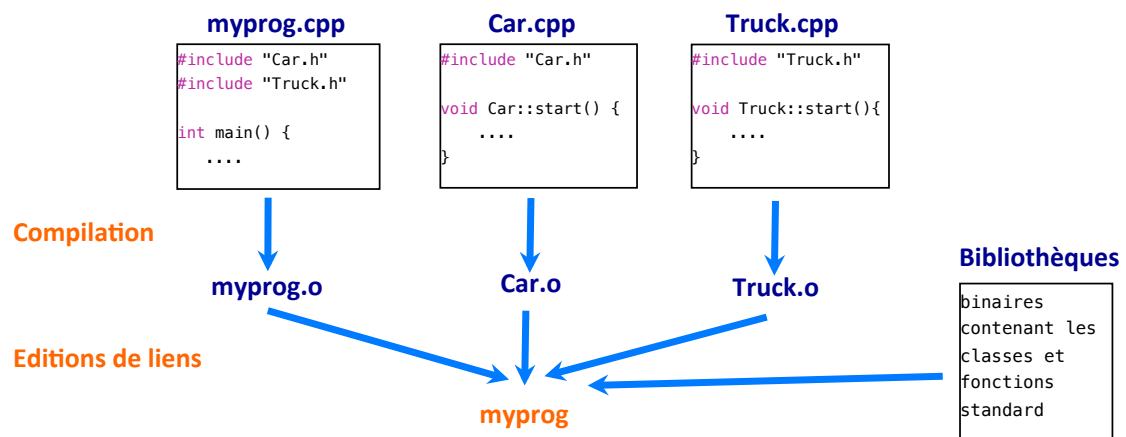 myprog.cpp
#include "Car.h"
#include "Truck.h"
int main() {
....
Car.cpp
#include "Car.h"
void Car::start() {
....
}
Truck.cpp
#include "Truck.h"
void Truck::start(){
....
}
Compilation
myprog.o
Car.o
Truck.o
Bibliothèques
binaires
contenant les
classes et
fonctions
standard
Editions de liens
myprog